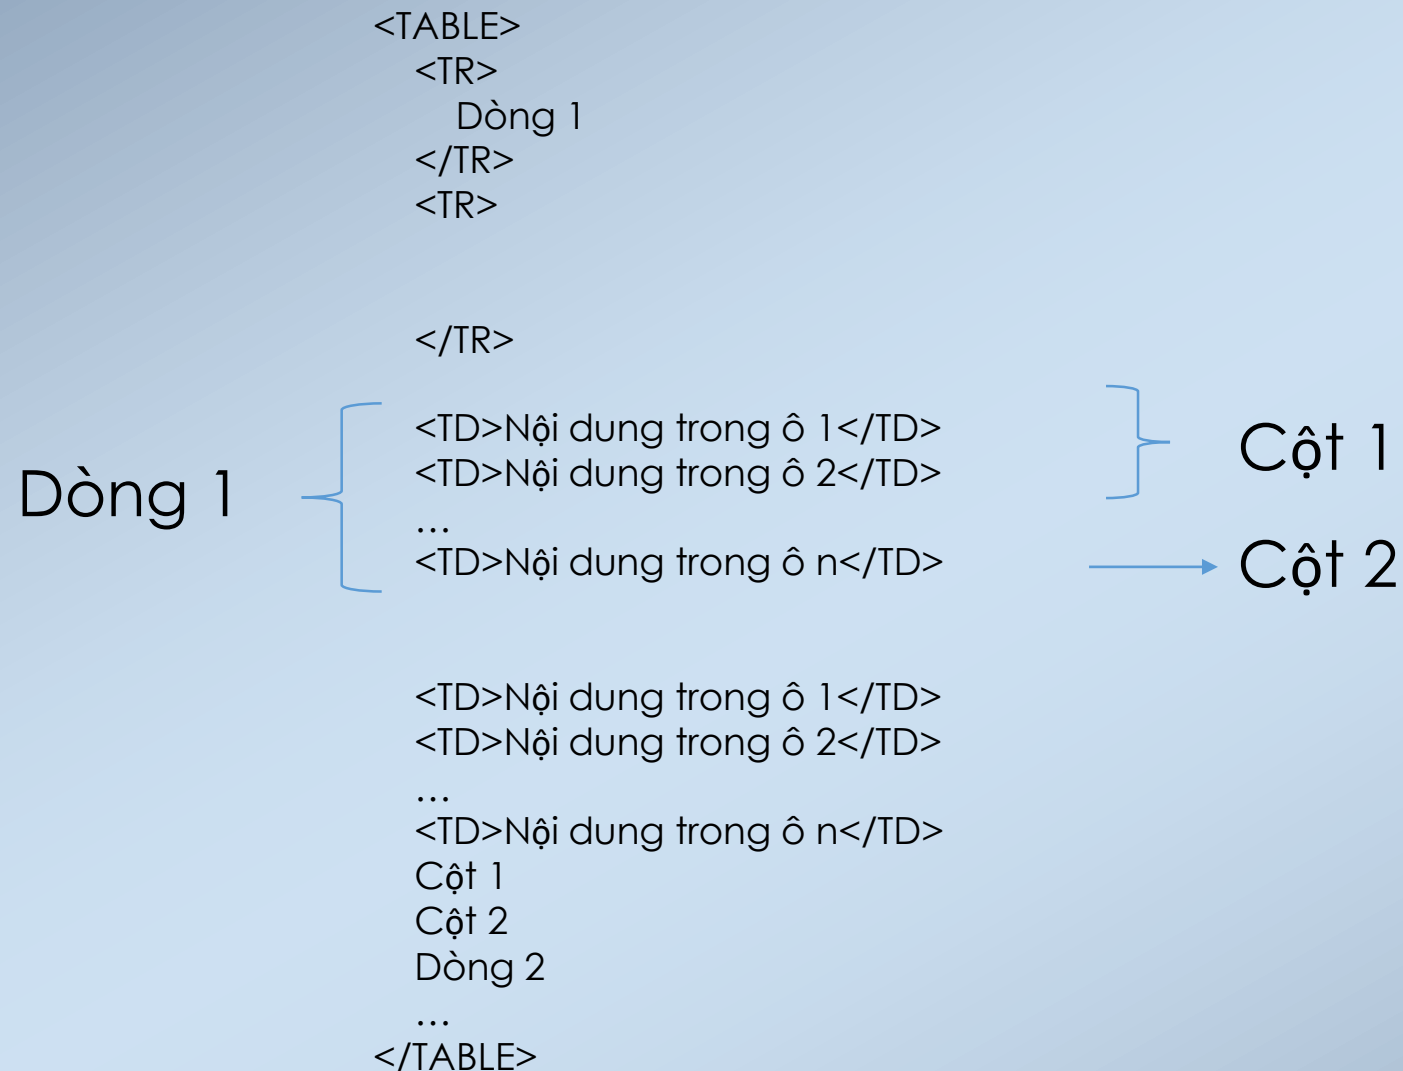 <TABLE>
<TR>
Dòng 1
</TR>
<TR>
</TR>
<TD>Nội dung trong ô 1</TD>
<TD>Nội dung trong ô 2</TD>
...
<TD>Nội dung trong ô n</TD>
Dòng 1
Cột 1
Cột 2
<TD>Nội dung trong ô 1</TD>
<TD>Nội dung trong ô 2</TD>
...
<TD>Nội dung trong ô n</TD>
Cột 1
Cột 2
Dòng 2
...
</TABLE>